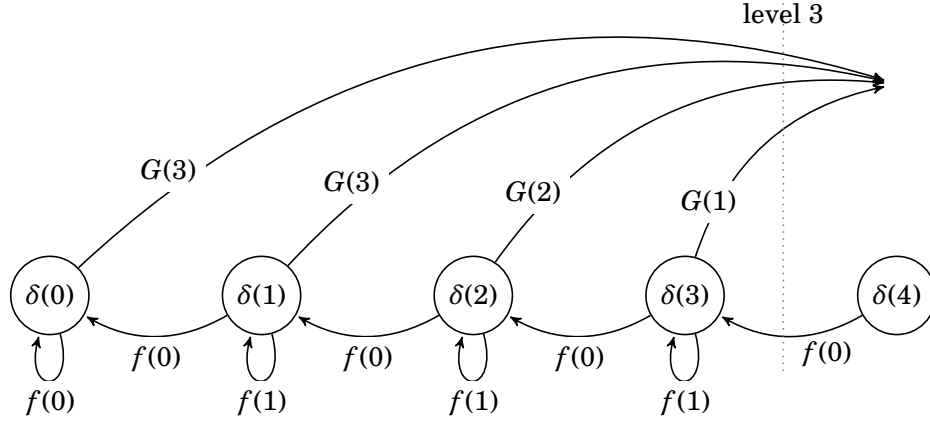 level 3
G(3)
G(3)
G(2)
G(1)
δ(0)
δ(1)
δ(2)
δ(3)
δ(4)
f(0)
f(0)
f(0)
f(0)
f(0)
f(1)
f(1)
f(1)